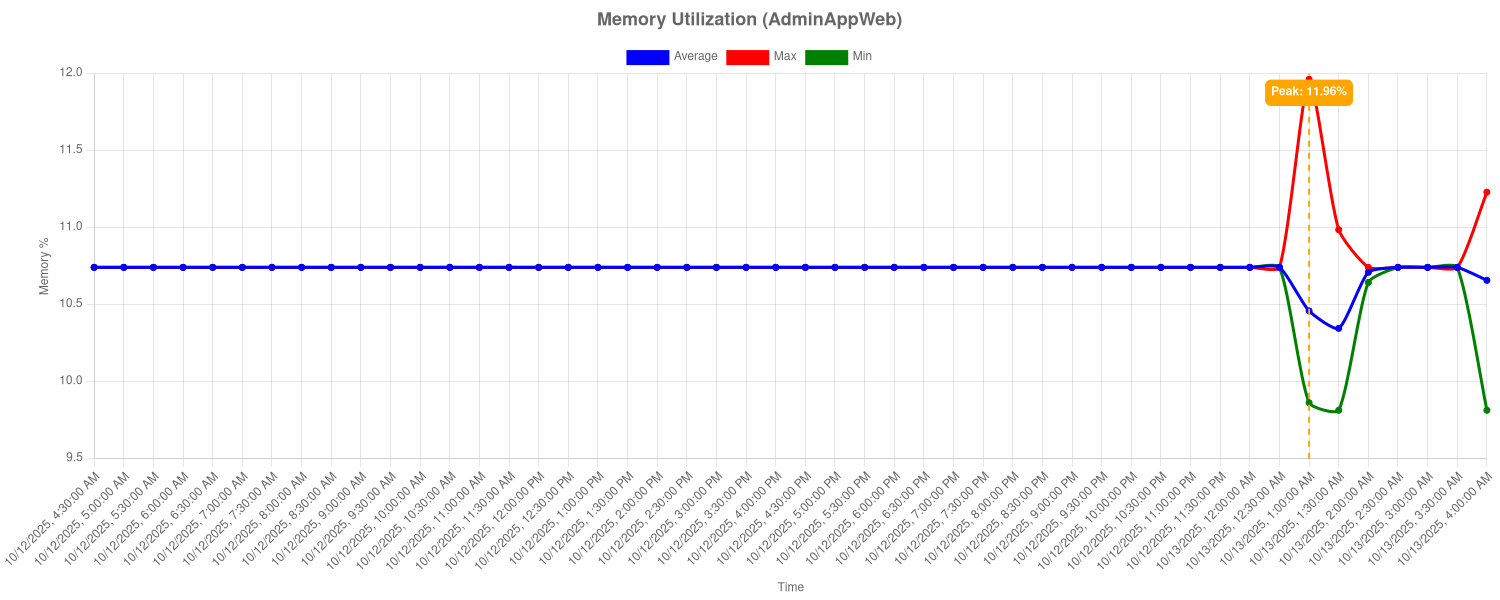 Memory Utilization (AdminAppWeb)
Average
Max
Min
12.0
11.5
11.0
10.5
10.0
9.5
Memory %
Peak: 11.96%
10/12/2025, 4:30:00 AM
10/12/2025, 5:00:00 AM
10/12/2025, 5:30:00 AM
10/12/2025, 6:00:00 AM
10/12/2025, 6:30:00 AM
10/12/2025, 7:00:00 AM
10/12/2025, 7:30:00 AM
10/12/2025, 8:00:00 AM
10/12/2025, 8:30:00 AM
10/12/2025, 9:00:00 AM
10/12/2025, 9:30:00 AM
10/12/2025, 10:00:00 AM
10/12/2025, 10:30:00 AM
10/12/2025, 11:00:00 AM
10/12/2025, 11:30:00 AM
10/12/2025, 12:00:00 PM
10/12/2025, 12:30:00 PM
10/12/2025, 1:00:00 PM
10/12/2025, 1:30:00 PM
10/12/2025, 2:00:00 PM
10/12/2025, 2:30:00 PM
10/12/2025, 3:00:00 PM
10/12/2025, 3:30:00 PM
10/12/2025, 4:00:00 PM
10/12/2025, 4:30:00 PM
10/12/2025, 5:00:00 PM
10/12/2025, 5:30:00 PM
10/12/2025, 6:00:00 PM
10/12/2025, 6:30:00 PM
10/12/2025, 7:00:00 PM
10/12/2025, 7:30:00 PM
10/12/2025, 8:00:00 PM
10/12/2025, 8:30:00 PM
10/12/2025, 9:00:00 PM
10/12/2025, 9:30:00 PM
10/12/2025, 10:00:00 PM
10/12/2025, 10:30:00 PM
10/12/2025, 11:00:00 PM
10/12/2025, 11:30:00 PM
10/13/2025, 12:00:00 AM
10/13/2025, 12:30:00 AM
10/13/2025, 1:00:00 AM
10/13/2025, 1:30:00 AM
10/13/2025, 2:00:00 AM
10/13/2025, 2:30:00 AM
10/13/2025, 3:00:00 AM
10/13/2025, 3:30:00 AM
10/13/2025, 4:00:00 AM
Time